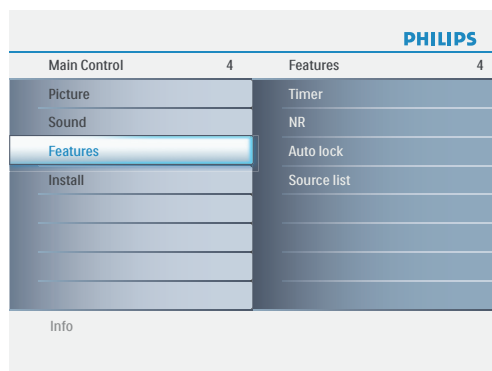 PHILIPS
Main Control 4 Features 4
Picture Timer
Sound NR
Features Auto lock
Install Source list
Info